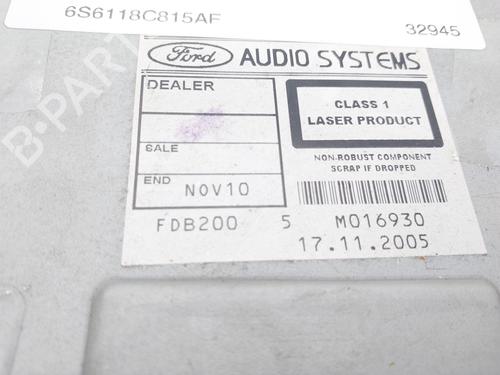 6S6118C815AF
32945
Ford AUDIO SYSTEMS
DEALER
SALE
END NOV10
CLASS 1
LASER PRODUCT
NON-ROBUST COMPONENT
SCRAP IF DROPPED
FDB200 5 M016930
17.11.2005
B-PARTS